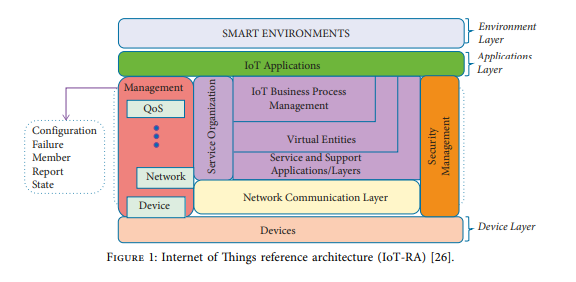 SMART ENVIRONMENTS
Environment
Layer
IoT Applications
Applications
Layer
Management
QoS
Network
Device
Configuration
Failure
Member
Report
State
Service Organization
IoT Business Process
Management
Virtual Entities
Service and Support
Applications/Layers
Network Communication Layer
Security
Management
Devices
Device Layer
FIGURE 1: Internet of Things reference architecture (IoT-RA) [26].